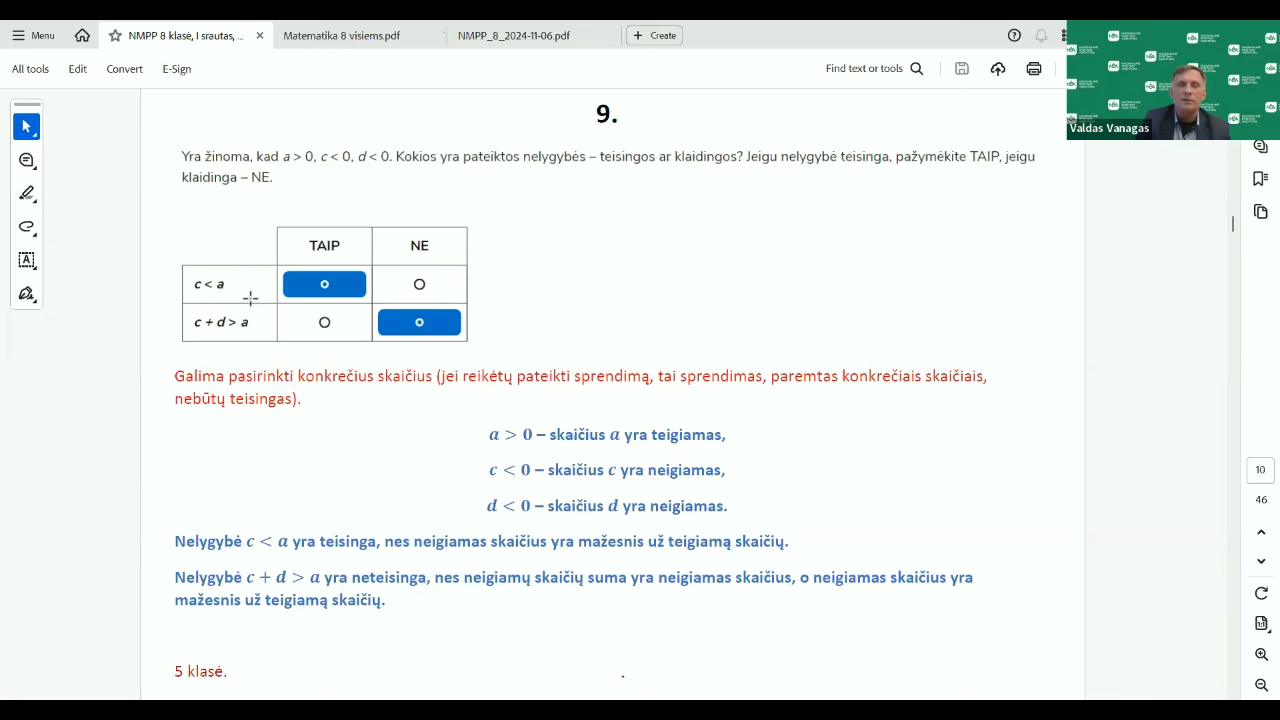 Menu
NMPP 8 klasė, I srautas, ...
Matematika 8 visiems.pdf
NMPP_8_2024-11-06.pdf
Create
All tools
Edit
Convert
E-Sign
Find text or tools
Valdas Vanagas
9.
Yra žinoma, kad a > 0, c < 0, d < 0. Kokios yra pateiktos nelygybės – teisingos ar klaidingos? Jeigu nelygybė teisinga, pažymėkite TAIP, jeigu
klaidinga – NE.
TAIP NE
c < a
c + d > a
Galima pasirinkti konkrečius skaičius (jei reikėtų pateikti sprendimą, tai sprendimas, paremtas konkrečiais skaičiais,
nebūtų teisingas).
a > 0 – skaičius a yra teigiamas,
c < 0 – skaičius c yra neigiamas,
d < 0 – skaičius d yra neigiamas.
Nelygybė c < a yra teisinga, nes neigiamas skaičius yra mažesnis už teigiamą skaičių.
Nelygybė c + d > a yra neteisinga, nes neigiamų skaičių suma yra neigiamas skaičius, o neigiamas skaičius yra
mažesnis už teigiamą skaičių.
5 klasė.
10
46